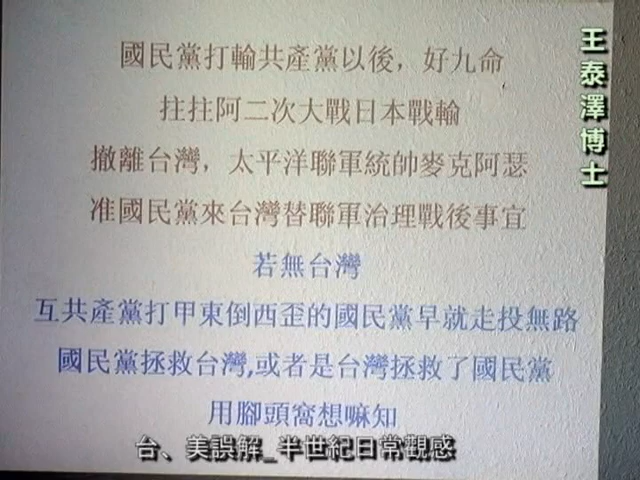 國民黨打輸共產黨以後，好九命
拄拄阿二次大戰日本戰輸
撤離台灣，太平洋聯軍統帥麥克阿瑟
准國民黨來台灣替聯軍治理戰後事宜
若無台灣
互共產黨打甲東倒西歪的國民黨早就走投無路
國民黨拯救台灣,或者是台灣拯救了國民黨
用腳頭窩想嘛知
王泰澤博士
台、美誤解_半世紀日常觀感